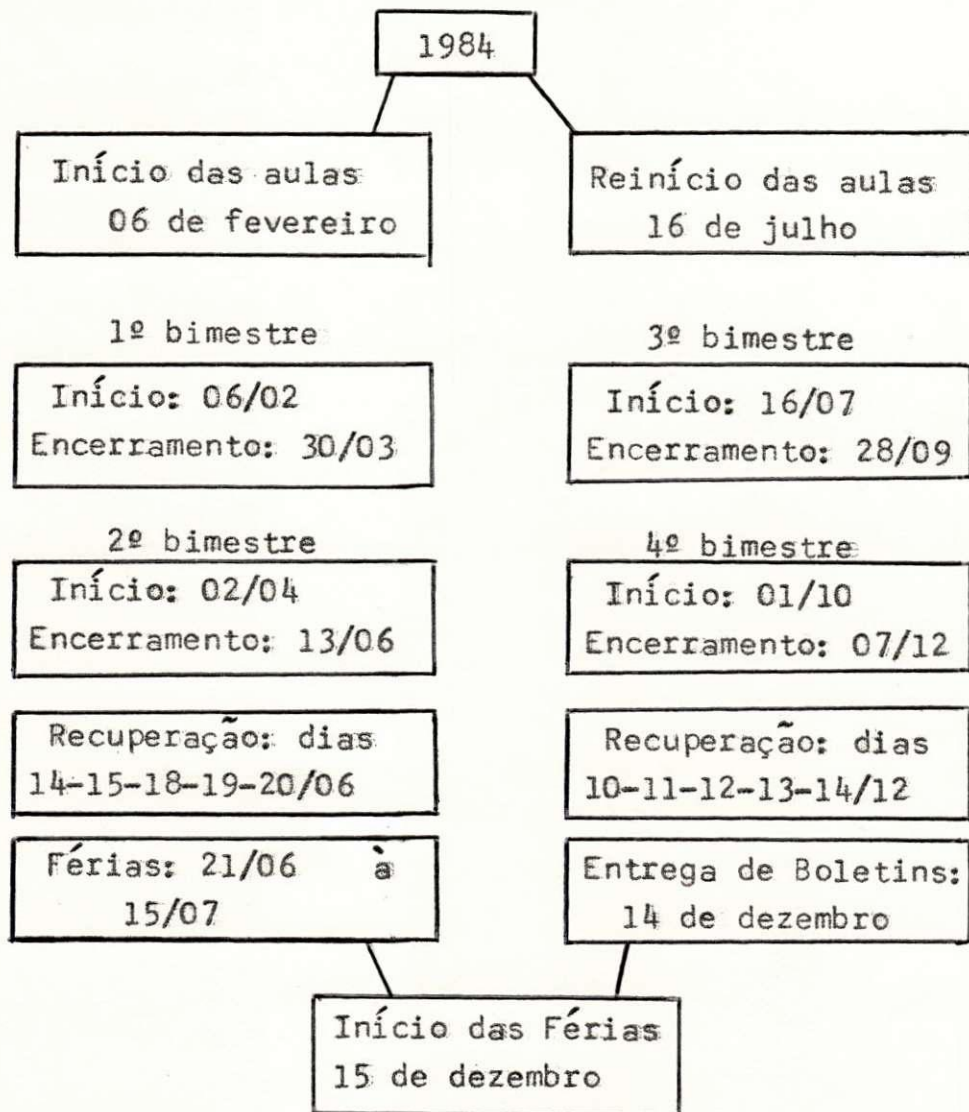 1984
Início das aulas
06 de fevereiro
Reinício das aulas
16 de julho
1º bimestre
Início: 06/02
Encerramento: 30/03
3º bimestre
Início: 16/07
Encerramento: 28/09
2º bimestre
Início: 02/04
Encerramento: 13/06
4º bimestre
Início: 01/10
Encerramento: 07/12
Recuperação: dias
14-15-18-19-20/06
Recuperação: dias
10-11-12-13-14/12
Férias: 21/06 à
15/07
Entrega de Boletins:
14 de dezembro
Início das Férias
15 de dezembro